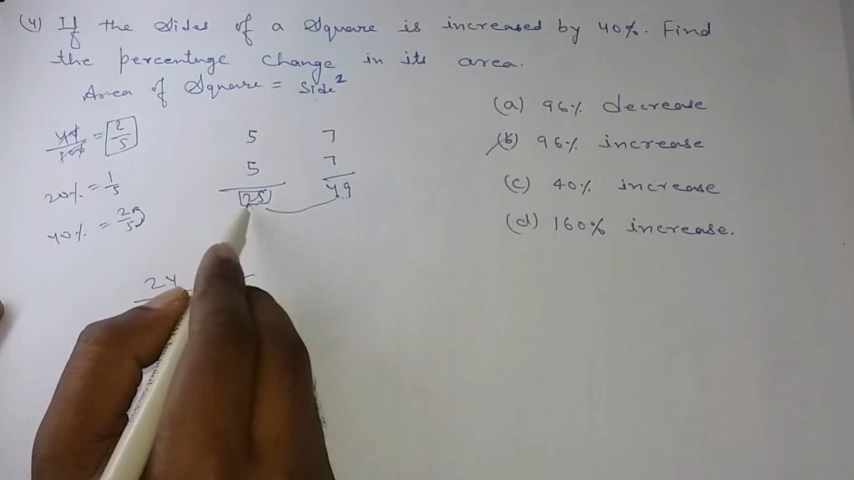 (4) If the Sides of a Square is increased by 40%. Find
the percentage change in its area.
Area of Square = Side²
40/100 = 2/5
20% = 1/5
40% = 2/5
5 7
5 7
25 49
24
(a) 96% decrease
(b) 96% increase
(c) 40% increase
(d) 160% increase.